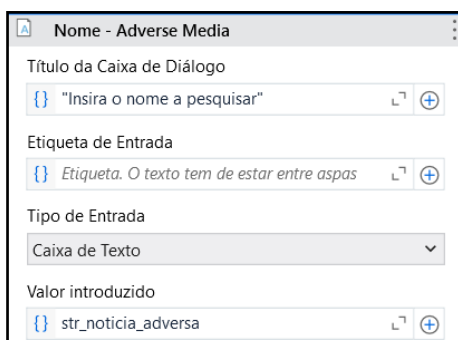 Nome - Adverse Media
Título da Caixa de Diálogo
{} "Insira o nome a pesquisar"
Etiqueta de Entrada
{} Etiqueta. O texto tem de estar entre aspas
Tipo de Entrada
Caixa de Texto
Valor introduzido
{} str_noticia_adversa